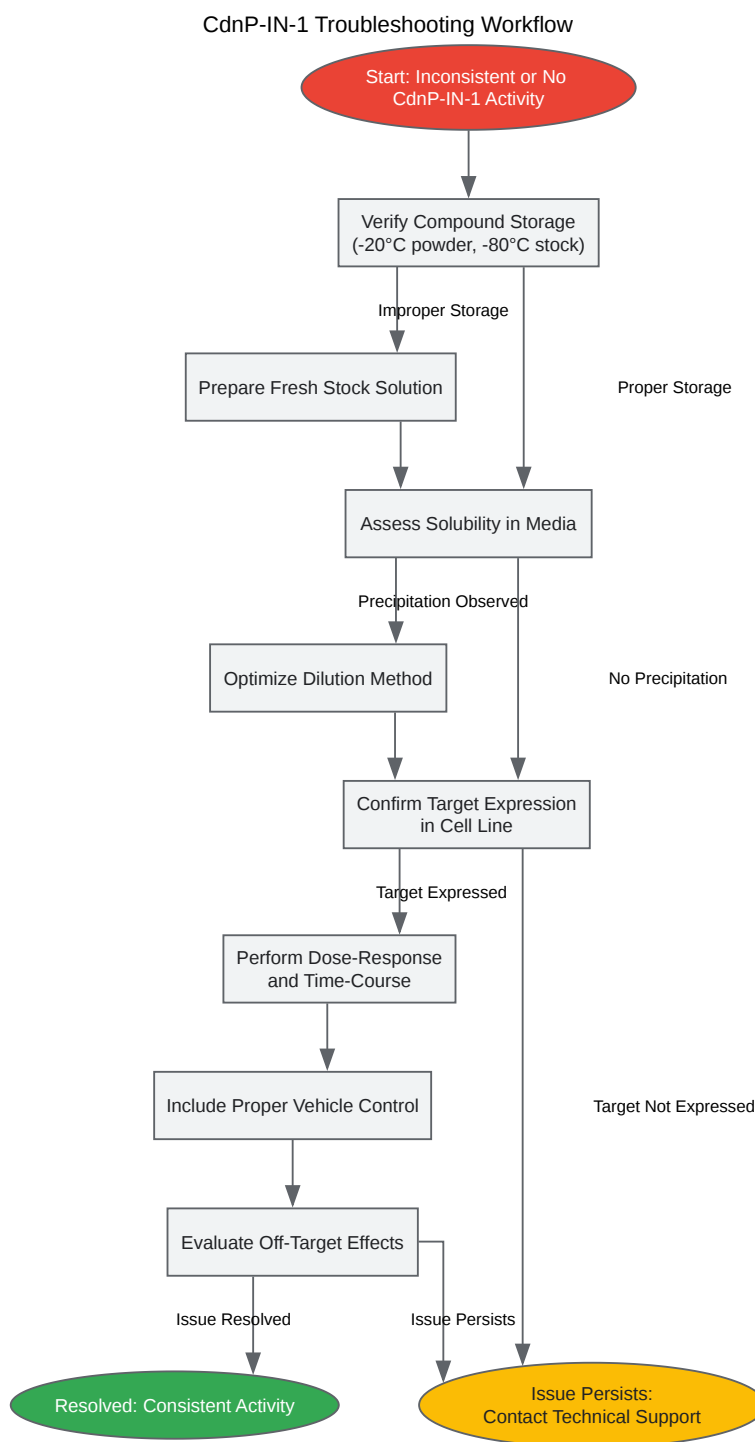 CdnP-IN-1 Troubleshooting Workflow
Start: Inconsistent or No
CdnP-IN-1 Activity
Verify Compound Storage
(-20°C powder, -80°C stock)
Improper Storage
Prepare Fresh Stock Solution
Proper Storage
Assess Solubility in Media
Precipitation Observed
Optimize Dilution Method
No Precipitation
Confirm Target Expression
in Cell Line
Target Expressed
Perform Dose-Response
and Time-Course
Include Proper Vehicle Control
Target Not Expressed
Evaluate Off-Target Effects
Issue Resolved
Issue Persists
Resolved: Consistent Activity
Issue Persists:
Contact Technical Support